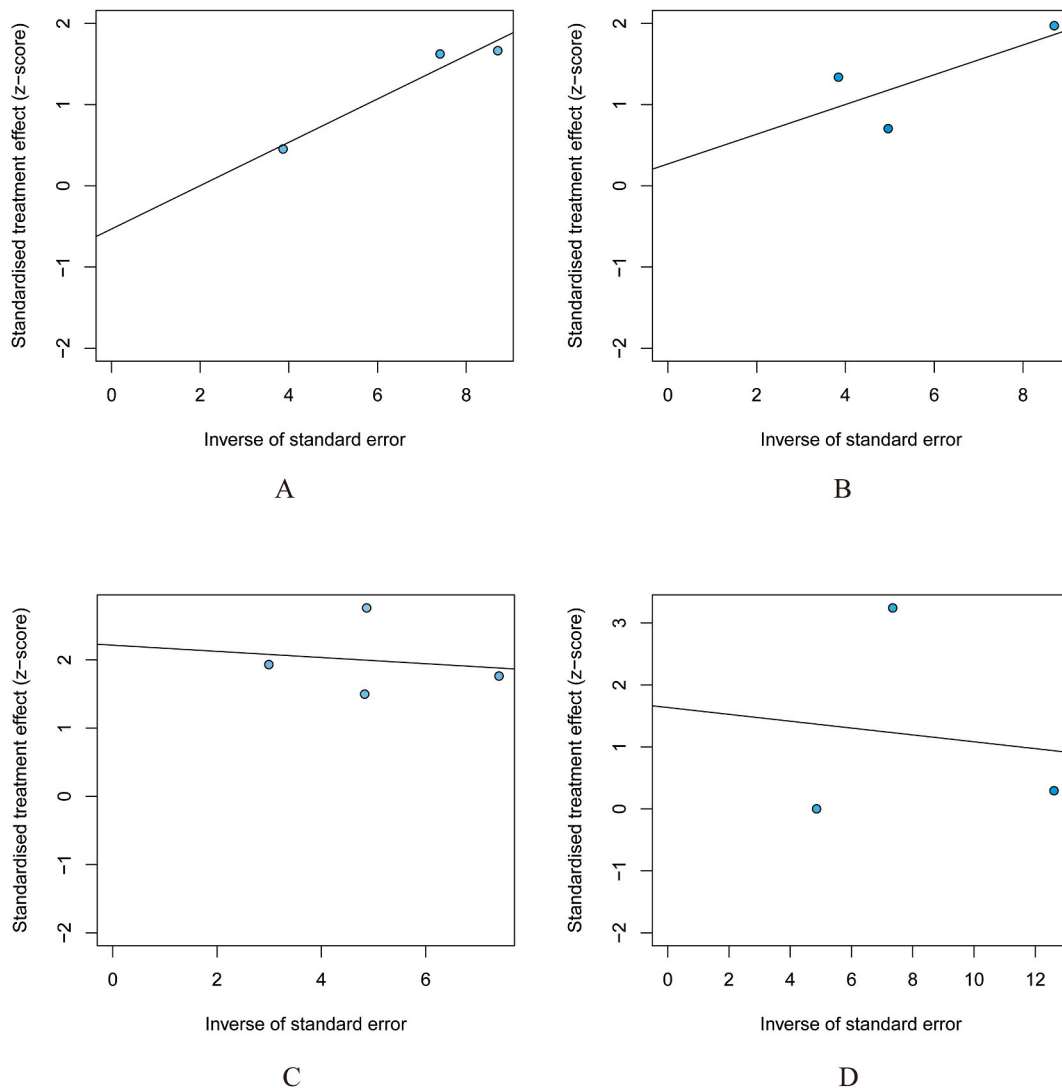 Standardised treatment effect (z−score)
2
1
0
−1
−2
0 2 4 6 8
Inverse of standard error
A
Standardised treatment effect (z−score)
2
1
0
−1
−2
0 2 4 6 8
Inverse of standard error
B
Standardised treatment effect (z−score)
2
1
0
−1
−2
0 2 4 6
Inverse of standard error
C
Standardised treatment effect (z−score)
3
2
1
0
−1
−2
0 2 4 6 8 10 12
Inverse of standard error
D